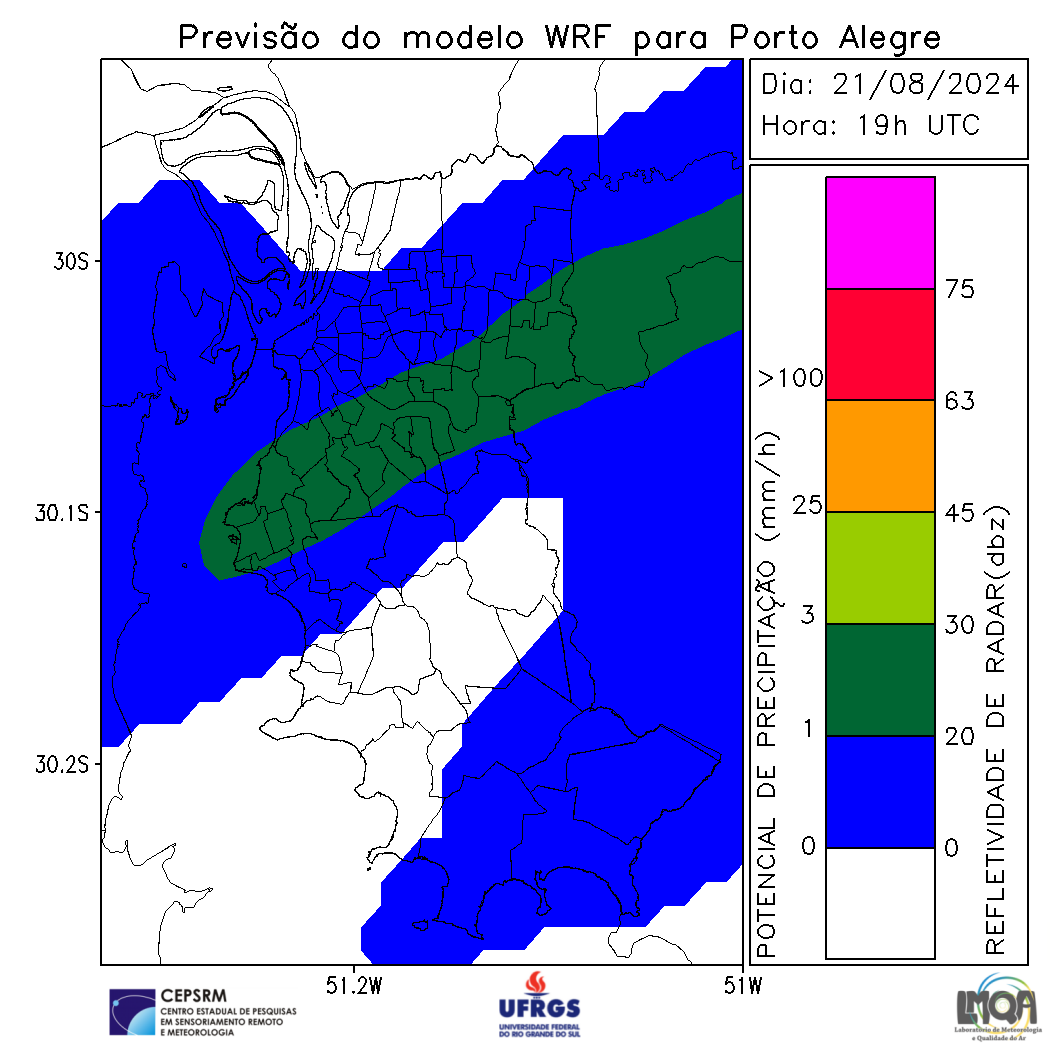 Previsão do modelo WRF para Porto Alegre
Dia: 21/08/2024
Hora: 19h UTC
30S
30.1S
30.2S
51.2W
51W
POTENCIAL DE PRECIPITAÇÃO (mm/h)
>100
25
3
1
0
75
63
45
30
20
0
REFLETIVIDADE DE RADAR(dbz)
CEPSRM
CENTRO ESTADUAL DE PESQUISAS
EM SENSORIAMENTO REMOTO
E METEOROLOGIA
UFRGS
UNIVERSIDADE FEDERAL
DO RIO GRANDE DO SUL
LMQA
Laboratório de Meteorologia
e Qualidade do Ar